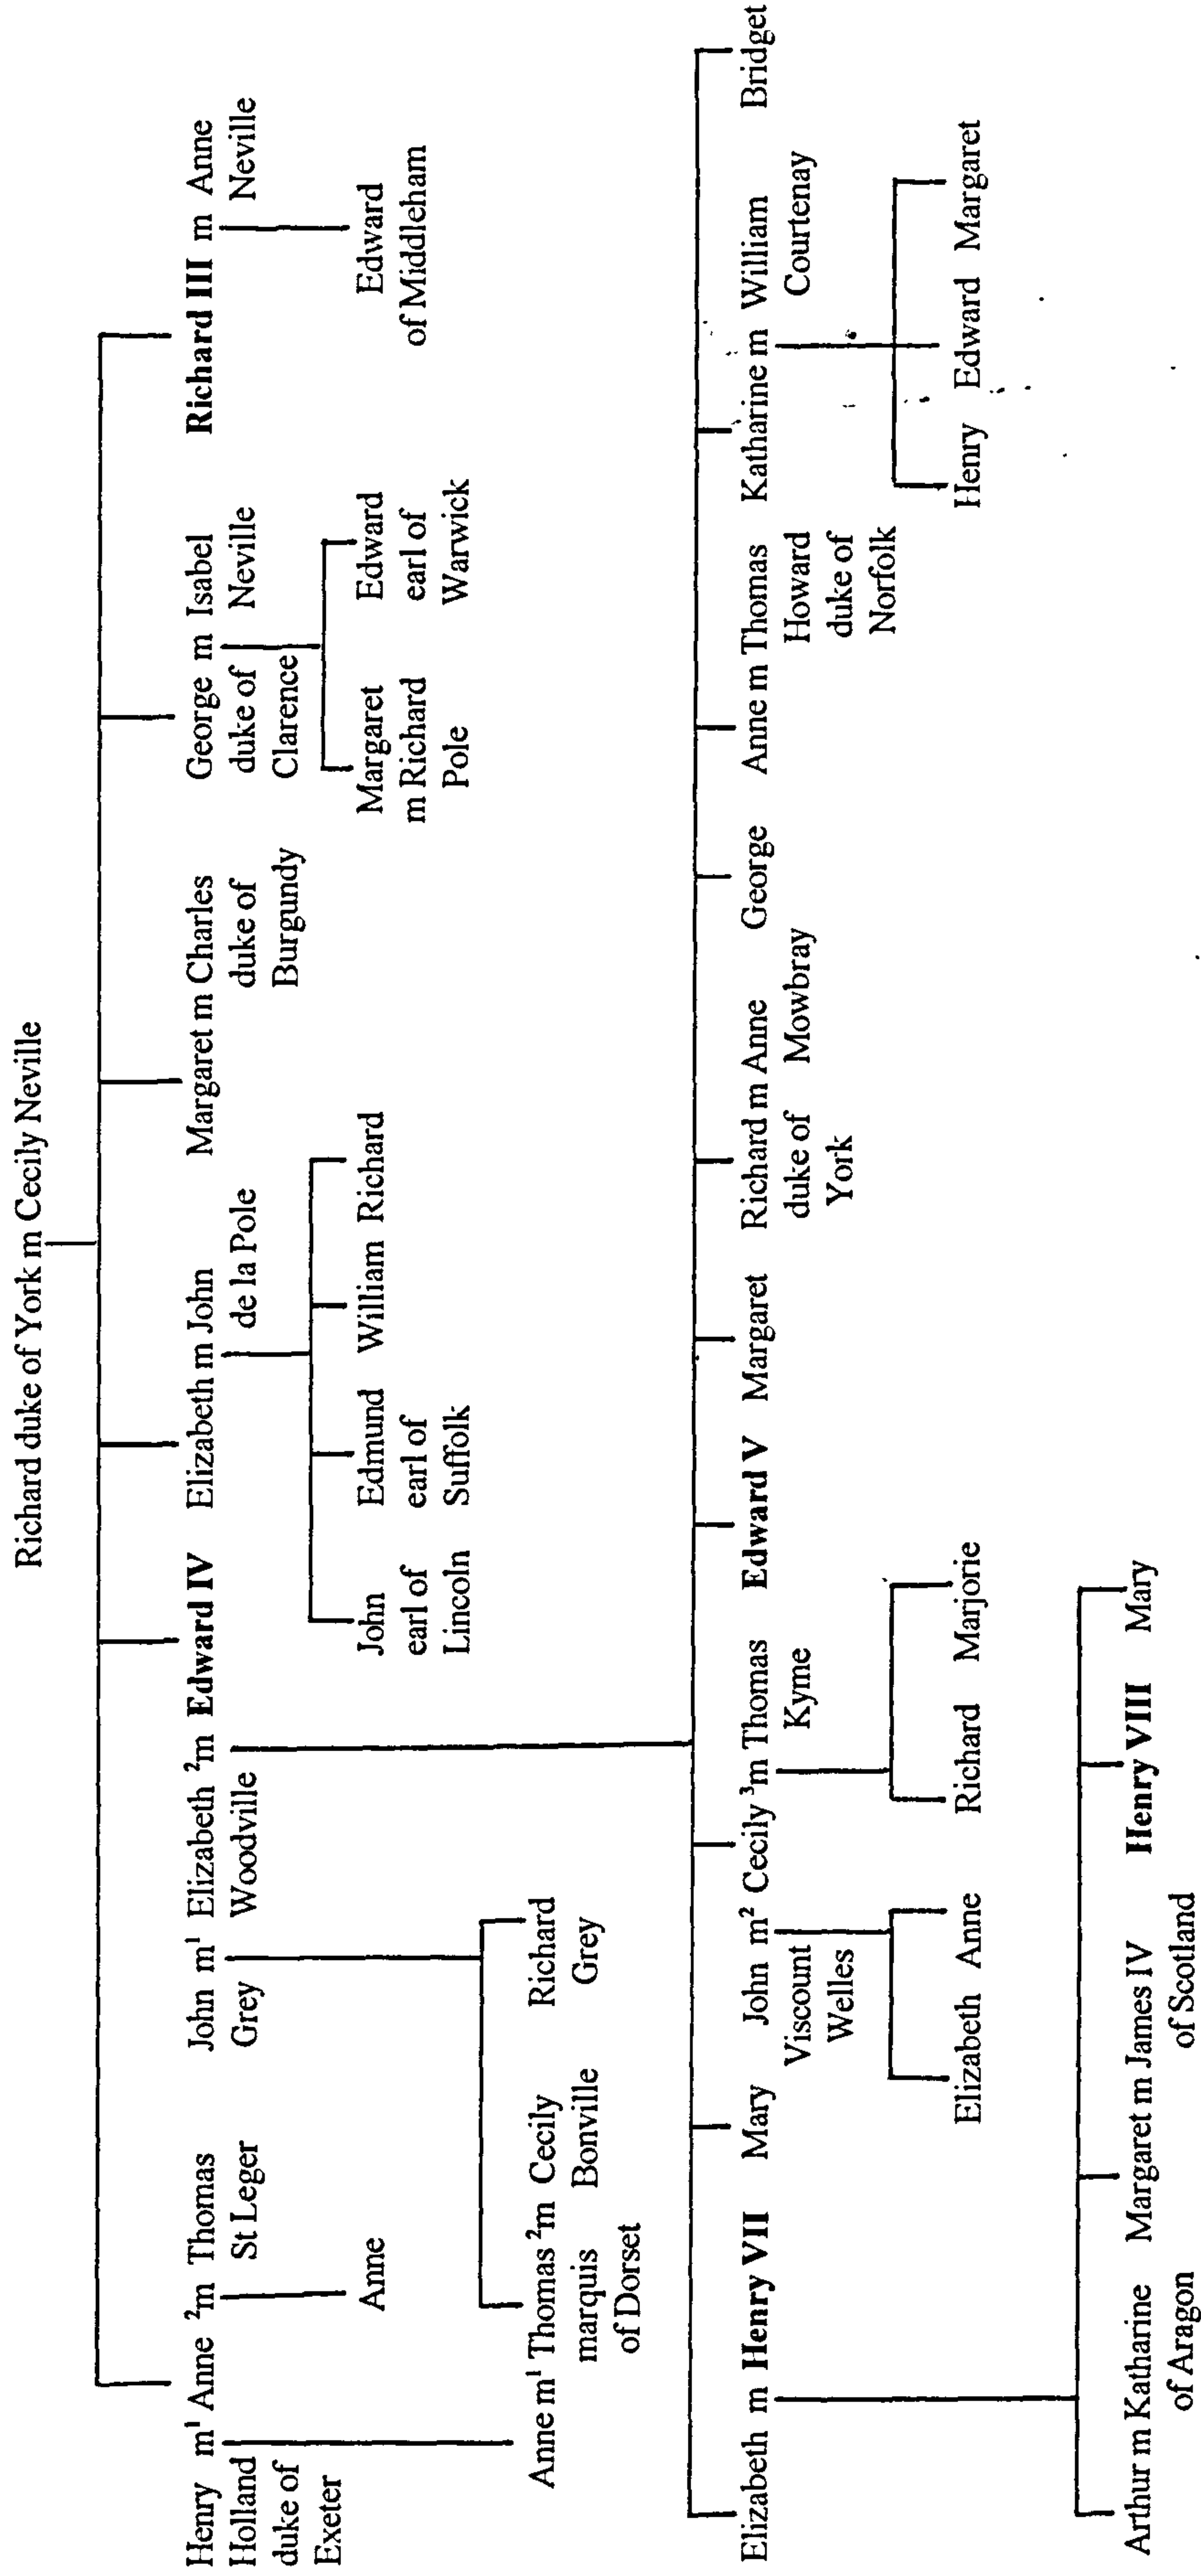 Richard duke of York m Cecily Neville
Henry m¹ Anne ²m Thomas John m¹ Elizabeth ²m Edward IV Elizabeth m John Margaret m Charles George m Isabel Richard III m Anne
Holland St Leger Grey Woodville de la Pole duke of duke of Neville Neville
duke of Burgundy Clarence
Exeter
Anne John Edmund William Richard Margaret Edward Edward
earl of earl of m Richard earl of of Middleham
Lincoln Suffolk Pole Warwick
Anne m¹ Thomas ²m Cecily Richard
marquis Bonville Grey
of Dorset
Elizabeth m Henry VII Mary John m² Cecily ³m Thomas Edward V Margaret Richard m Anne George Anne m Thomas Katharine m William Bridget
Viscount Kyme duke of Mowbray Howard Courtenay
Welles York duke of
Norfolk
Elizabeth Anne Richard Marjorie Henry Edward Margaret
Arthur m Katharine Margaret m James IV Henry VIII Mary
of Aragon of Scotland